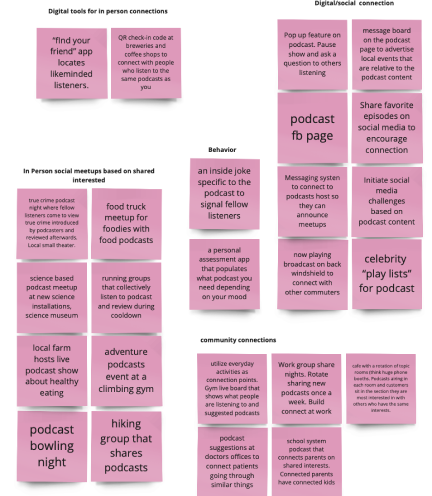 Digital tools for in person connections
"find your
friend" app
locates
likeminded
listeners.
QR check-in code at
breweries and
coffee shops to
connect with people
who listen to the
same podcasts as
you
Digital/social connection
Pop up feature on
podcast. Pause
show and ask a
question to others
listening
message board
on the podcast
page to advertise
local events that
are relative to the
podcast content
podcast
fb page
Share favorite
episodes on
social media to
encourage
connection
Messaging systen
to connect to
podcasts host so
they can
announce
meetups
Initiate social
media
challenges
based on
podcast content
now playing
broadcast on back
windshield to
connect with
other commuters
celebrity
"play lists"
for podcast
Behavior
an inside joke
specific to the
podcast to
signal fellow
listeners
a personal
assessment app
that populates
what podcast you
need depending
on your mood
In Person social meetups based on shared
interested
true crime podcast
night where fellow
listeners come to view
true crime introduced
by podcasters and
reviewed afterwards.
Local small theater.
food truck
meetup for
foodies with
food podcasts
science based
podcast meetup
at new science
installations,
science museum
running groups
that collectively
listen to podcast
and review during
cooldown
local farm
hosts live
podcast show
about healthy
eating
adventure
podcasts
event at a
climbing gym
podcast
bowling
night
hiking
group that
shares
podcasts
community connections
utilize everyday
activities as
connection points.
Gym live board that
shows what people
are listening to and
suggested podcasts
Work group share
nights. Rotate
sharing new
podcasts once a
week. Build
connect at work
cafe with a rotation of topic
rooms (think huge phone
booths. Podcasts airing in
each room and customers
sit in the section they are
most interested in with
others who have the same
interests.
podcast
suggestions at
doctors offices to
connect patients
going through
similar things
school system
podcast that
connects parents on
shared interests.
Connected parents
have connected kids